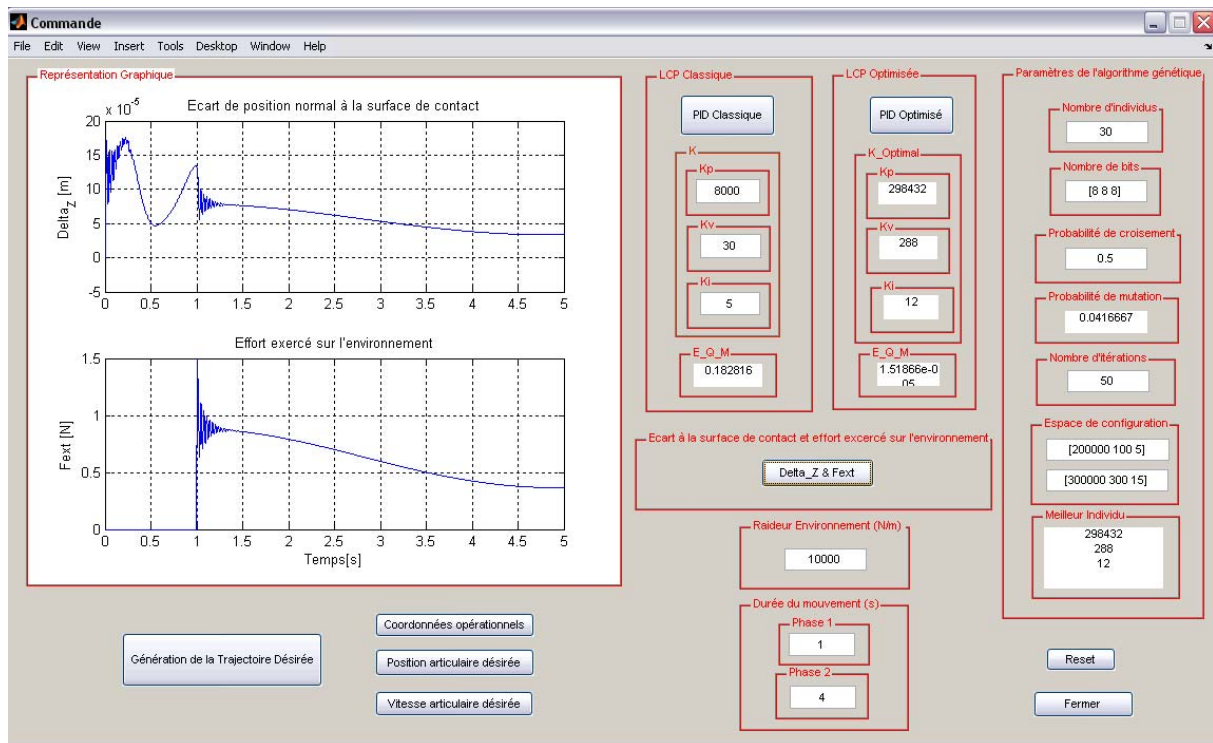 Commande
File Edit View Insert Tools Desktop Window Help
Représentation Graphique
x 10^-5
Ecart de position normal à la surface de contact
Delta_Z [m]
20
15
10
5
0
-5
0 0.5 1 1.5 2 2.5 3 3.5 4 4.5 5
Effort exercé sur l'environnement
Fext [N]
1.5
1
0.5
0
0 0.5 1 1.5 2 2.5 3 3.5 4 4.5 5
Temps[s]
Génération de la Trajectoire Désirée
Coordonnées opérationnels
Position articulaire désirée
Vitesse articulaire désirée
LCP Classique
PID Classique
K
Kp
8000
Kv
30
Ki
5
E_Q_M
0.182816
LCP Optimisée
PID Optimisé
K_Optimal
Kp
298432
Kv
288
Ki
12
E_Q_M
1.51866e-0
05
Ecart à la surface de contact et effort excercé sur l'environnement
Delta_Z & Fext
Raideur Environnement (N/m)
10000
Durée du mouvement (s)
Phase 1
1
Phase 2
4
Paramètres de l'algorithme génétique
Nombre d'individus
30
Nombre de bits
[8 8 8]
Probabilité de croisement
0.5
Probabilité de mutation
0.0416667
Nombre d'itérations
50
Espace de configuration
[200000 100 5]
[300000 300 15]
Meilleur Individu
298432
288
12
Reset
Fermer